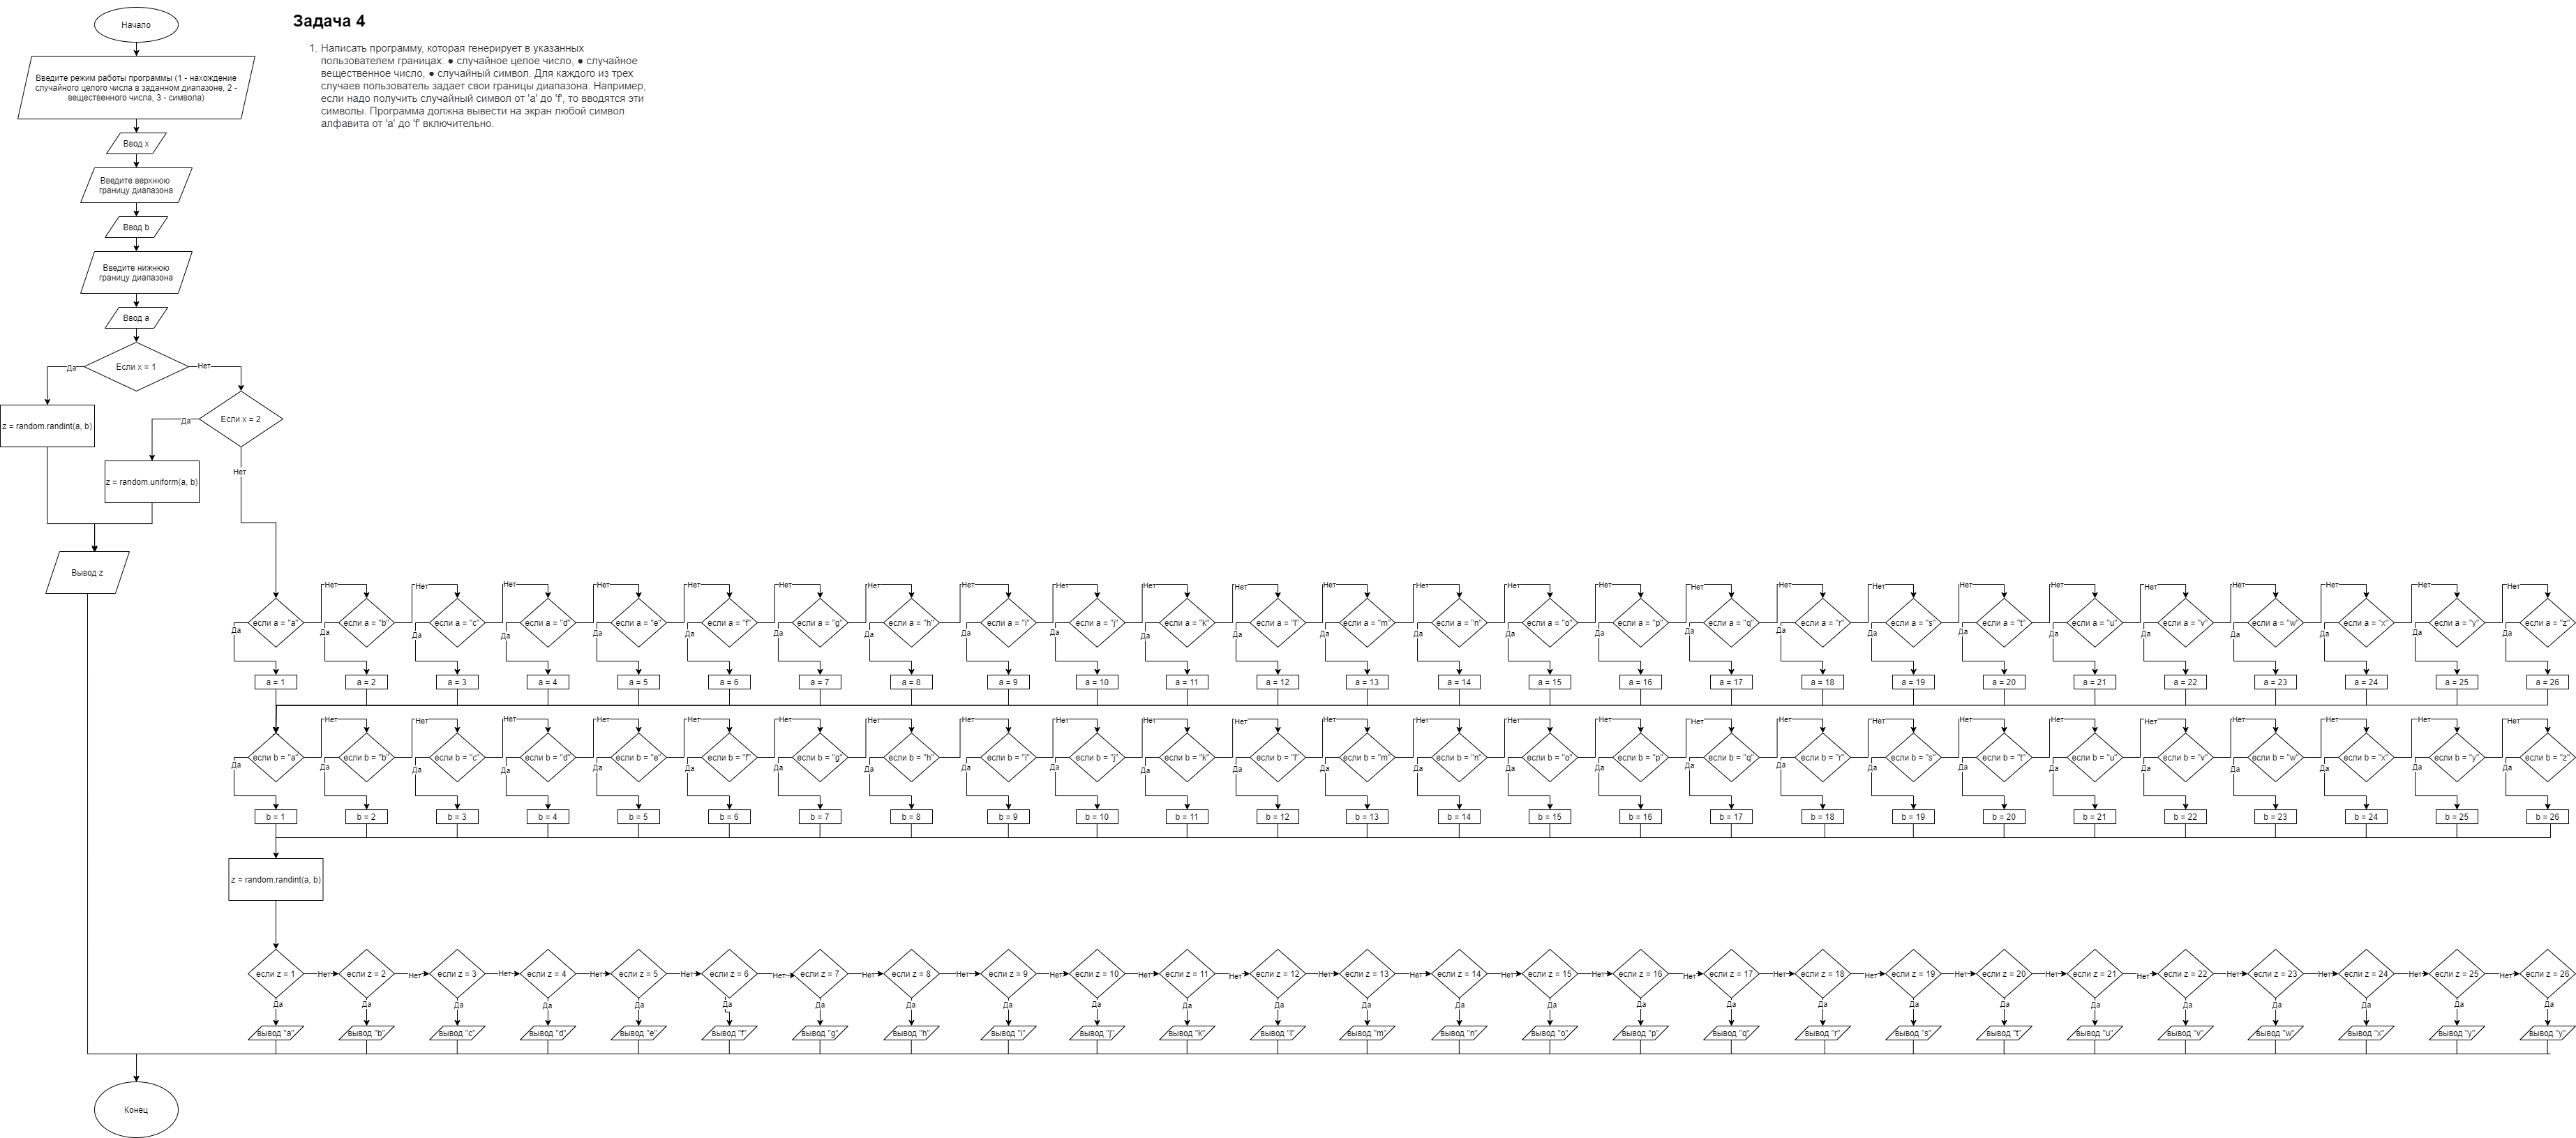 Начало
Задача 4
1. Написать программу, которая генерирует в указанных
пользователем границах: ● случайное целое число, ● случайное
вещественное число, ● случайный символ. Для каждого из трех
случаев пользователь задает свои границы диапазона. Например,
если надо получить случайный символ от 'a' до 'f', то вводятся эти
символы. Программа должна вывести на экран любой символ
алфавита от 'a' до 'f' включительно.
Введите режим работы программы (1 - нахождение
случайного целого числа в заданном диапазоне, 2 -
вещественного числа, 3 - символа)
Ввод x
Введите верхнюю
границу диапазона
Ввод b
Введите нижнюю
границу диапазона
Ввод a
Если x = 1
Да
Нет
z = random.randint(a, b)
Если x = 2
Да
Нет
z = random.uniform(a, b)
Вывод z
Нет Нет Нет Нет Нет Нет Нет Нет Нет Нет Нет Нет Нет Нет Нет Нет Нет Нет Нет Нет Нет Нет Нет Нет Нет
если a = "a" если a = "b" если a = "c" если a = "d" если a = "e" если a = "f" если a = "g" если a = "h" если a = "i" если a = "j" если a = "k" если a = "l" если a = "m" если a = "n" если a = "o" если a = "p" если a = "q" если a = "r" если a = "s" если a = "t" если a = "u" если a = "v" если a = "w" если a = "x" если a = "y" если a = "z"
Да Да Да Да Да Да Да Да Да Да Да Да Да Да Да Да Да Да Да Да Да Да Да Да Да Да
a = 1 a = 2 a = 3 a = 4 a = 5 a = 6 a = 7 a = 8 a = 9 a = 10 a = 11 a = 12 a = 13 a = 14 a = 15 a = 16 a = 17 a = 18 a = 19 a = 20 a = 21 a = 22 a = 23 a = 24 a = 25 a = 26
Нет Нет Нет Нет Нет Нет Нет Нет Нет Нет Нет Нет Нет Нет Нет Нет Нет Нет Нет Нет Нет Нет Нет Нет Нет
если b = "a" если b = "b" если b = "c" если b = "d" если b = "e" если b = "f" если b = "g" если b = "h" если b = "i" если b = "j" если b = "k" если b = "l" если b = "m" если b = "n" если b = "o" если b = "p" если b = "q" если b = "r" если b = "s" если b = "t" если b = "u" если b = "v" если b = "w" если b = "x" если b = "y" если b = "z"
Да Да Да Да Да Да Да Да Да Да Да Да Да Да Да Да Да Да Да Да Да Да Да Да Да Да
b = 1 b = 2 b = 3 b = 4 b = 5 b = 6 b = 7 b = 8 b = 9 b = 10 b = 11 b = 12 b = 13 b = 14 b = 15 b = 16 b = 17 b = 18 b = 19 b = 20 b = 21 b = 22 b = 23 b = 24 b = 25 b = 26
z = random.randint(a, b)
если z = 1 Нет если z = 2 Нет если z = 3 Нет если z = 4 Нет если z = 5 Нет если z = 6 Нет если z = 7 Нет если z = 8 Нет если z = 9 Нет если z = 10 Нет если z = 11 Нет если z = 12 Нет если z = 13 Нет если z = 14 Нет если z = 15 Нет если z = 16 Нет если z = 17 Нет если z = 18 Нет если z = 19 Нет если z = 20 Нет если z = 21 Нет если z = 22 Нет если z = 23 Нет если z = 24 Нет если z = 25 Нет если z = 26
Да Да Да Да Да Да Да Да Да Да Да Да Да Да Да Да Да Да Да Да Да Да Да Да Да Да
вывод "a" вывод "b" вывод "c" вывод "d" вывод "e" вывод "f" вывод "g" вывод "h" вывод "i" вывод "j" вывод "k" вывод "l" вывод "m" вывод "n" вывод "o" вывод "p" вывод "q" вывод "r" вывод "s" вывод "t" вывод "u" вывод "v" вывод "w" вывод "x" вывод "y" вывод "y"
Конец